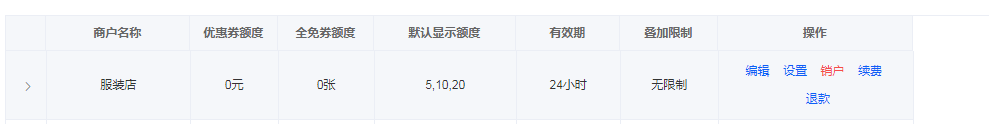 商户名称 优惠券额度 全免券额度 默认显示额度 有效期 叠加限制 操作
服装店 0元 0张 5,10,20 24小时 无限制 编辑 设置 销户 续费
退款